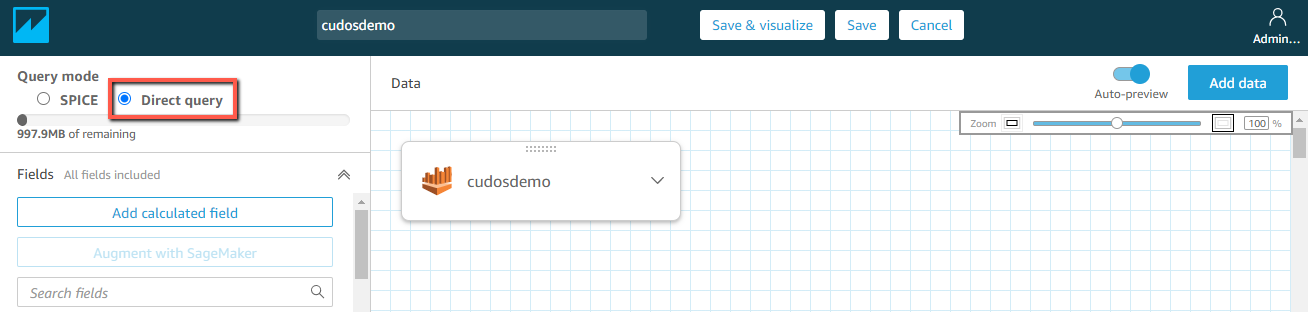 cudosdemo
Save & visualize
Save
Cancel
Admin...
Query mode
SPICE
Direct query
997.9MB of remaining
Data
Auto-preview
Add data
Zoom
100 %
Fields All fields included
Add calculated field
Augment with SageMaker
Search fields
cudosdemo